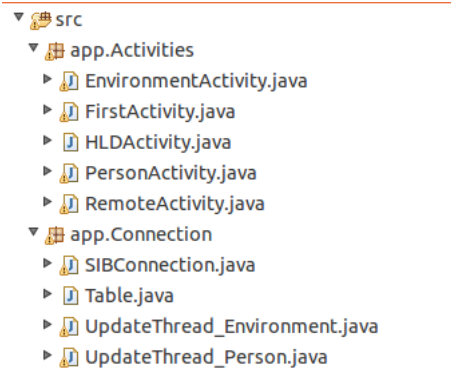 src
app.Activities
EnvironmentActivity.java
FirstActivity.java
HLDActivity.java
PersonActivity.java
RemoteActivity.java
app.Connection
SIBConnection.java
Table.java
UpdateThread_Environment.java
UpdateThread_Person.java